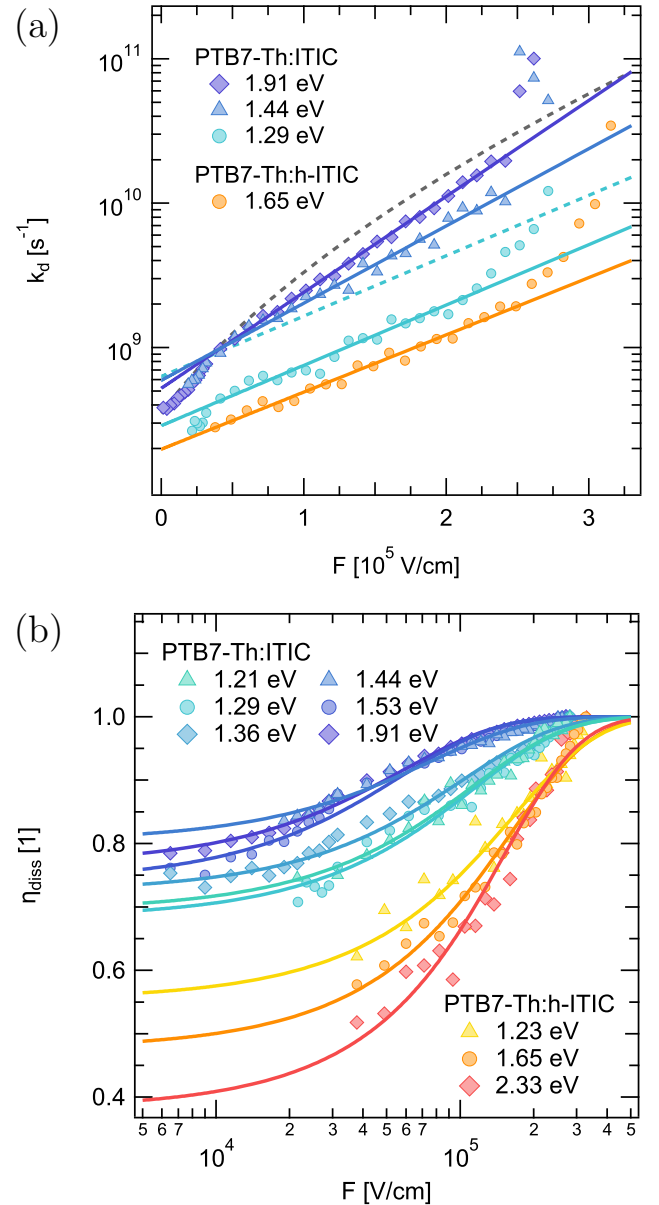 (a)
PTB7-Th:ITIC
1.91 eV
1.44 eV
1.29 eV
PTB7-Th:h-ITIC
1.65 eV
10^11
10^10
10^9
k_d [s^-1]
0 1 2 3
F [10^5 V/cm]
(b)
PTB7-Th:ITIC
1.21 eV 1.44 eV
1.29 eV 1.53 eV
1.36 eV 1.91 eV
1.0
0.8
0.6
0.4
η_diss [1]
PTB7-Th:h-ITIC
1.23 eV
1.65 eV
2.33 eV
5 6 7 10^4 2 3 4 5 6 7 10^5 2 3 4 5
F [V/cm]